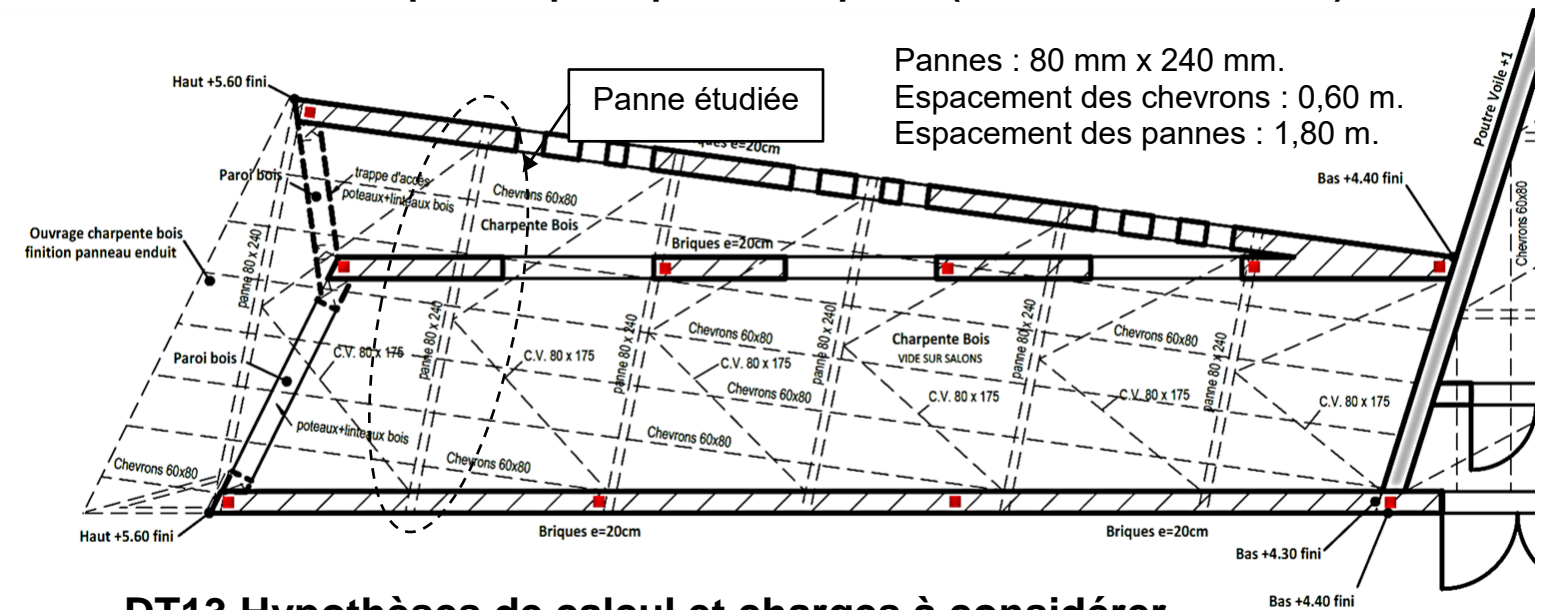 Pannes : 80 mm x 240 mm.
Espacement des chevrons : 0,60 m.
Espacement des pannes : 1,80 m.
Panne étudiée
Haut +5.60 fini
e=20cm
Poutre Voile +1
Bas +4.40 fini
Paroi bois
trappe d'accès
poteaux+linteaux bois
Chevrons 60x80
Charpente Bois
Chevrons 60x80
Ouvrage charpente bois
finition panneau enduit
Briques e=20cm
panne 80 x 240
panne 80 x 240
panne 80 x 240
panne 80 x 240
panne 80 x 240
panne 80 x 240
Chevrons 60x80
Charpente Bois
VIDE SUR SALONS
Chevrons 60x80
Paroi bois
C.V. 80 x 175
C.V. 80 x 175
C.V. 80 x 175
C.V. 80 x 175
C.V. 80 x 175
C.V. 80 x 175
Chevrons 60x80
poteaux+linteaux bois
Chevrons 60x80
Chevrons 60x80
Chevrons 60x80
Haut +5.60 fini
Briques e=20cm
Briques e=20cm
Bas +4.30 fini
Bas +4.40 fini
DT13 Hypothèses de calcul et charges à considérer